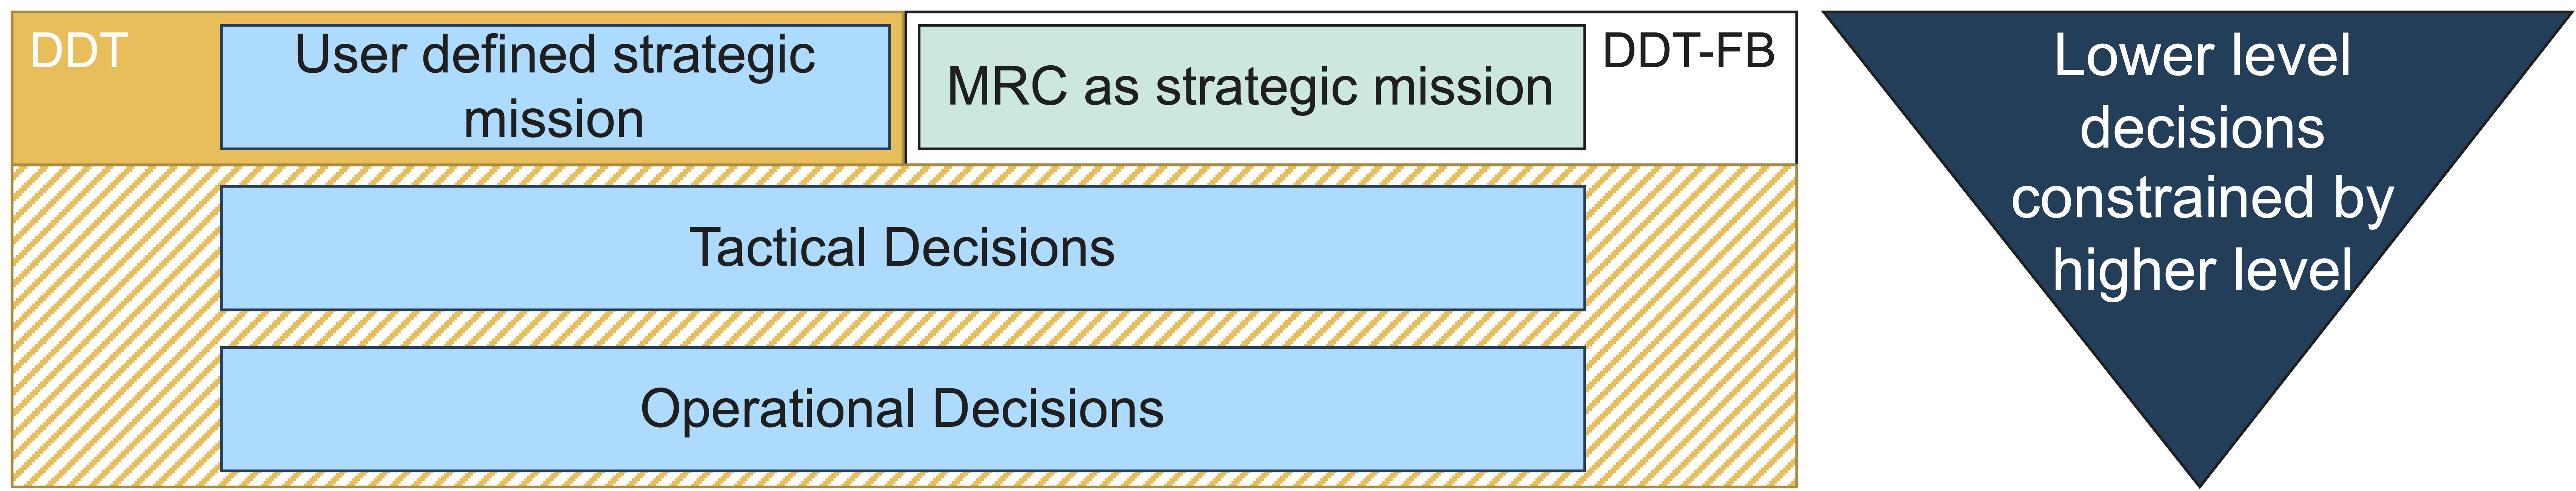 DDT
User defined strategic
mission
MRC as strategic mission
DDT-FB
Tactical Decisions
Operational Decisions
Lower level
decisions
constrained by
higher level